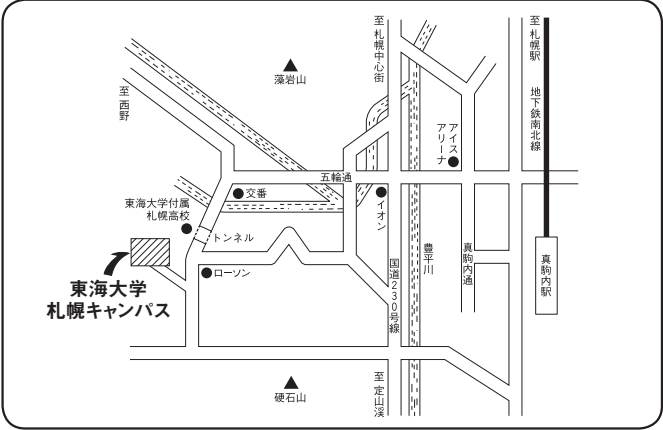 至札幌中心街
至札幌駅
藻岩山
至西野
地下鉄南北線
アイス
アリーナ
五輪通
交番
イオン
東海大学付属
札幌高校
トンネル
ローソン
東海大学
札幌キャンパス
国道230号線
豊平川
真駒内通
真駒内駅
硬石山
至定山渓